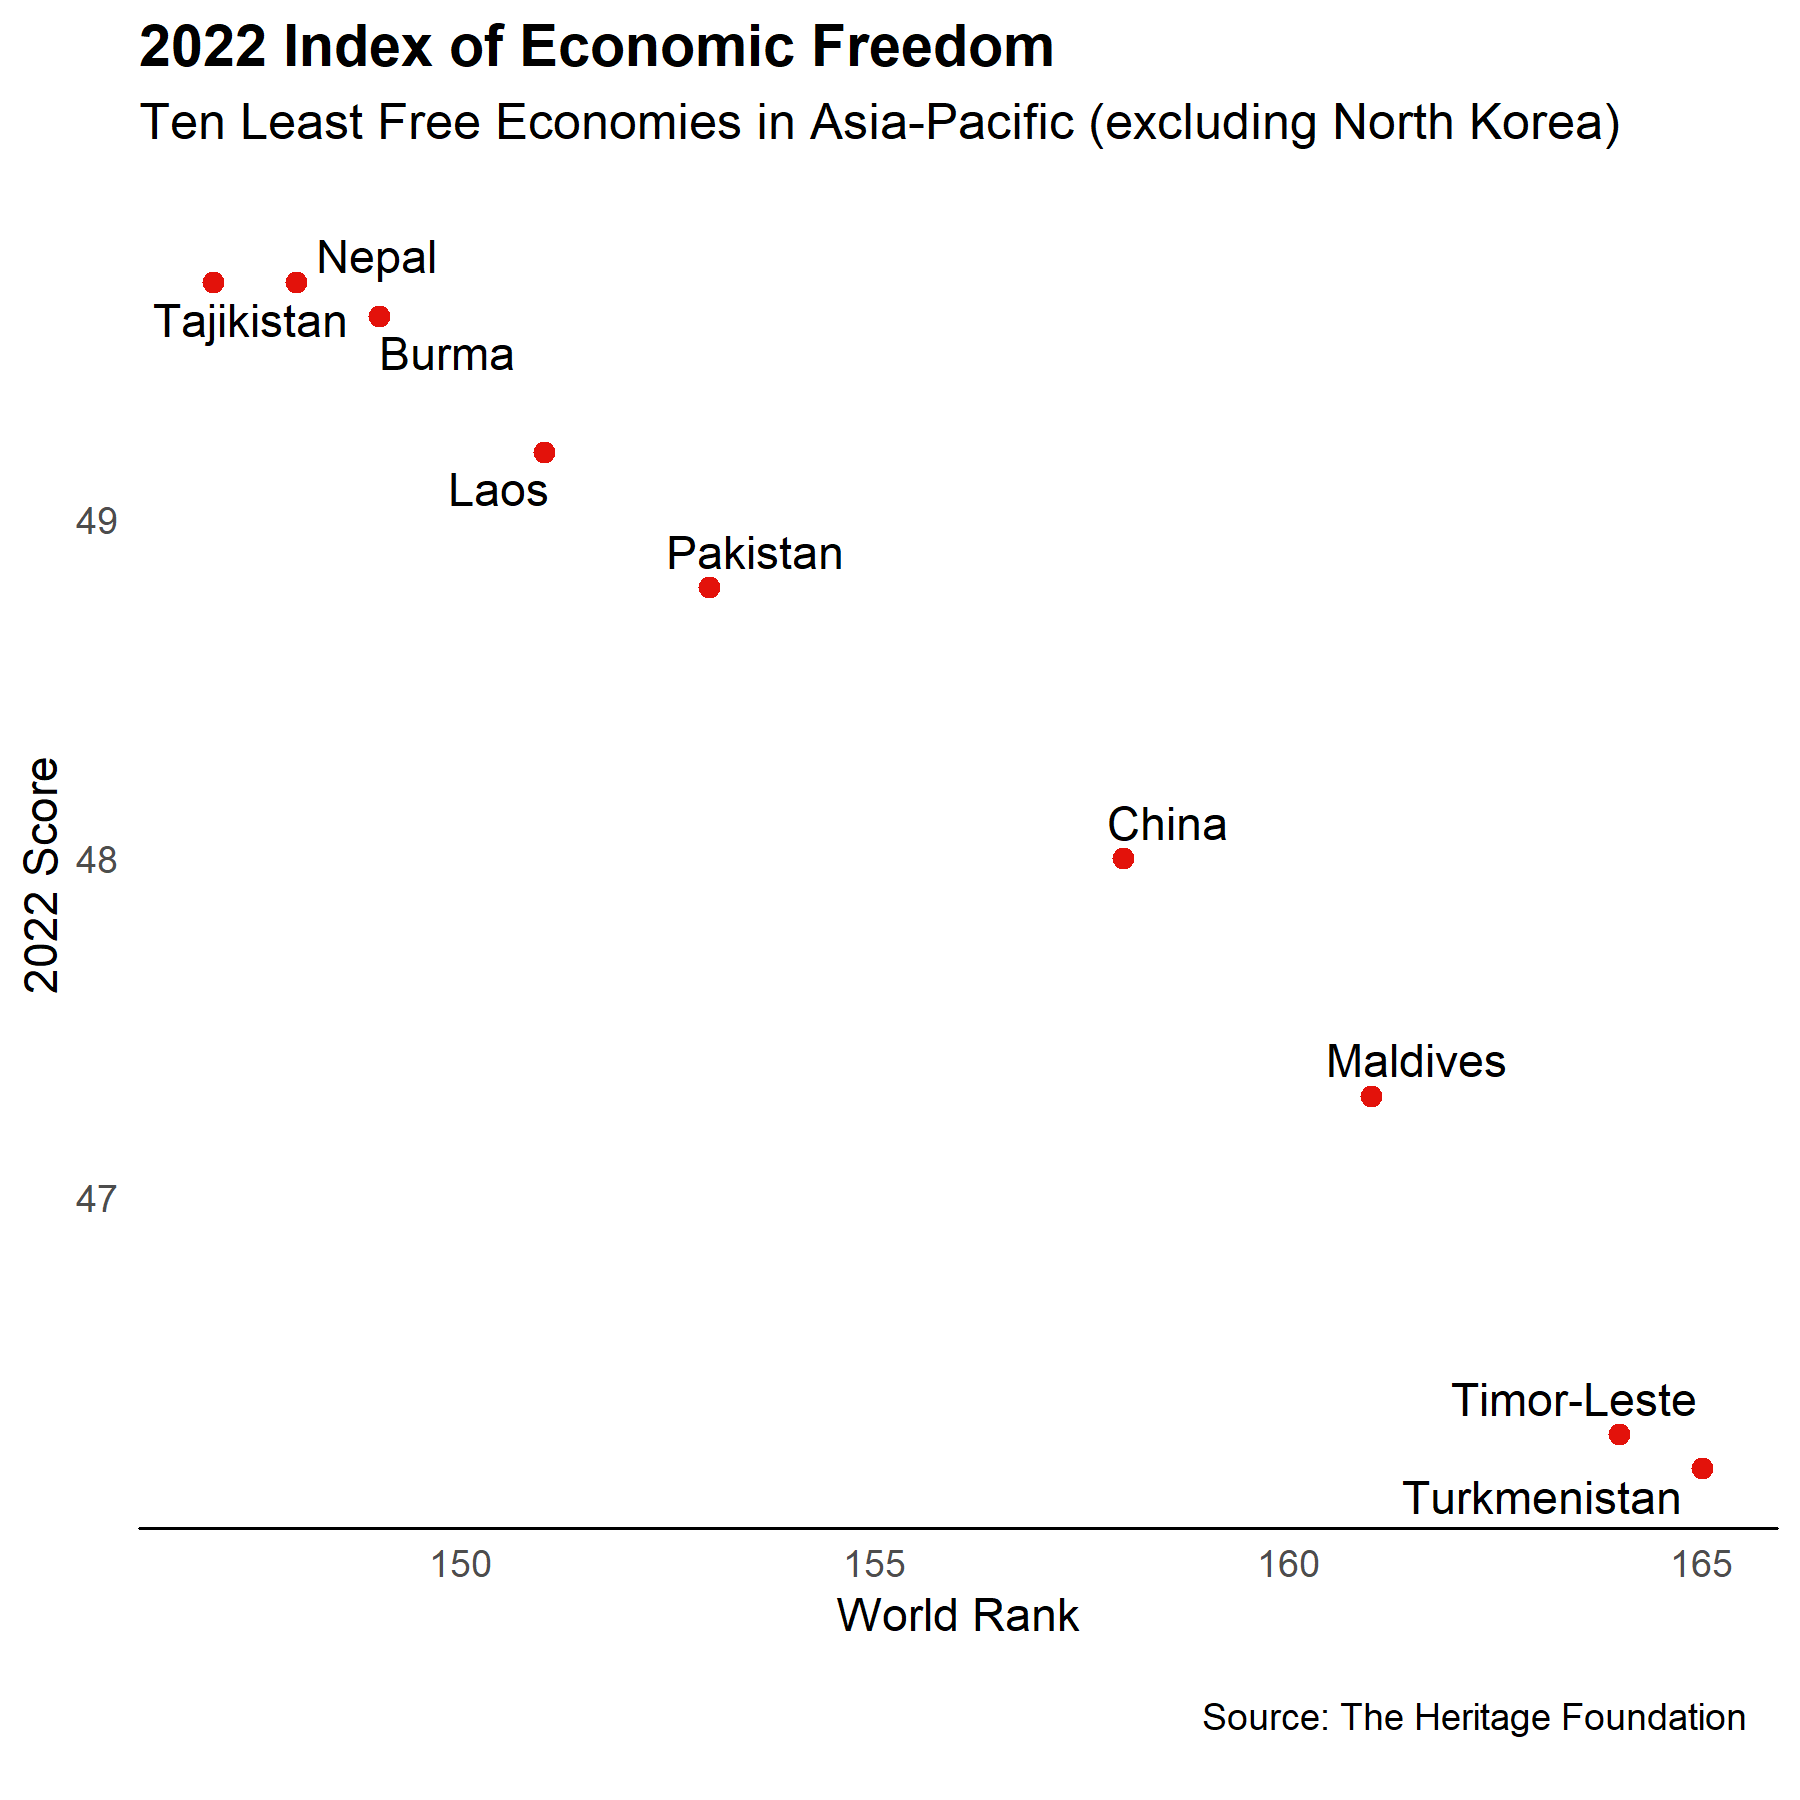 2022 Index of Economic Freedom
Ten Least Free Economies in Asia-Pacific (excluding North Korea)
Nepal
Tajikistan
Burma
Laos
49
Pakistan
2022 Score
China
48
Maldives
47
Timor-Leste
Turkmenistan
150 155 160 165
World Rank
Source: The Heritage Foundation